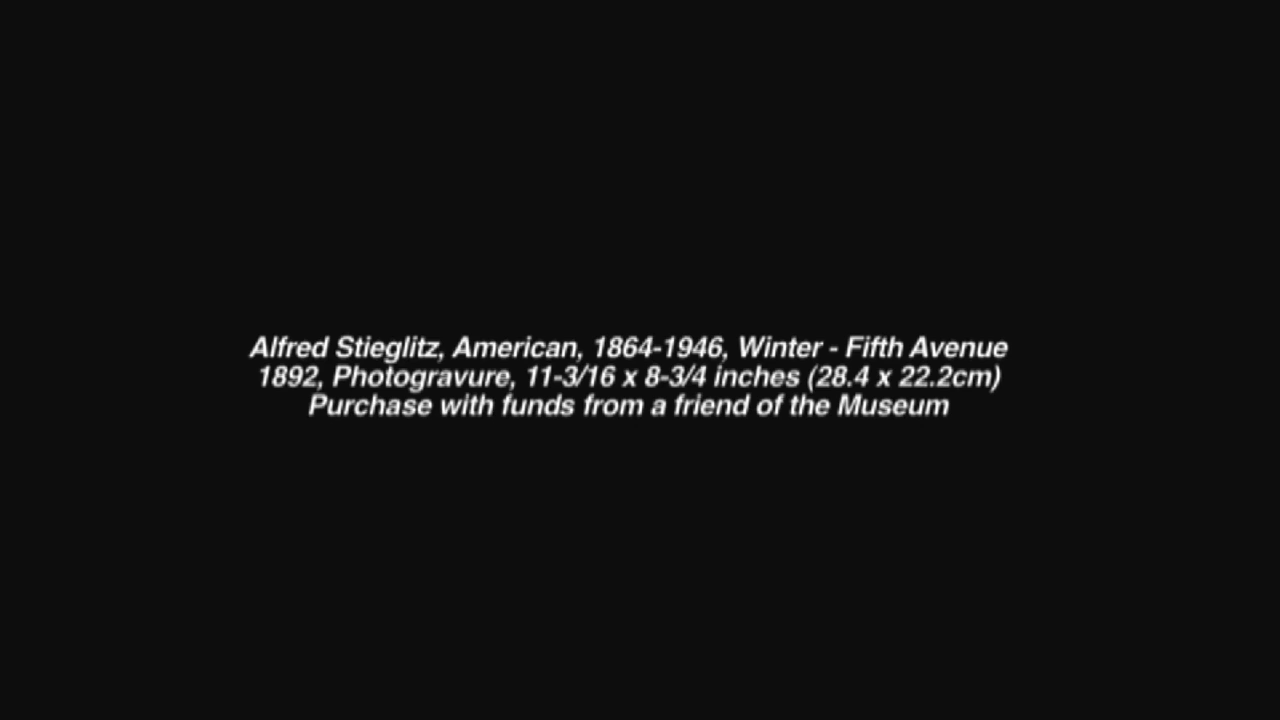 Alfred Stieglitz, American, 1864-1946, Winter - Fifth Avenue
1892, Photogravure, 11-3/16 x 8-3/4 inches (28.4 x 22.2cm)
Purchase with funds from a friend of the Museum